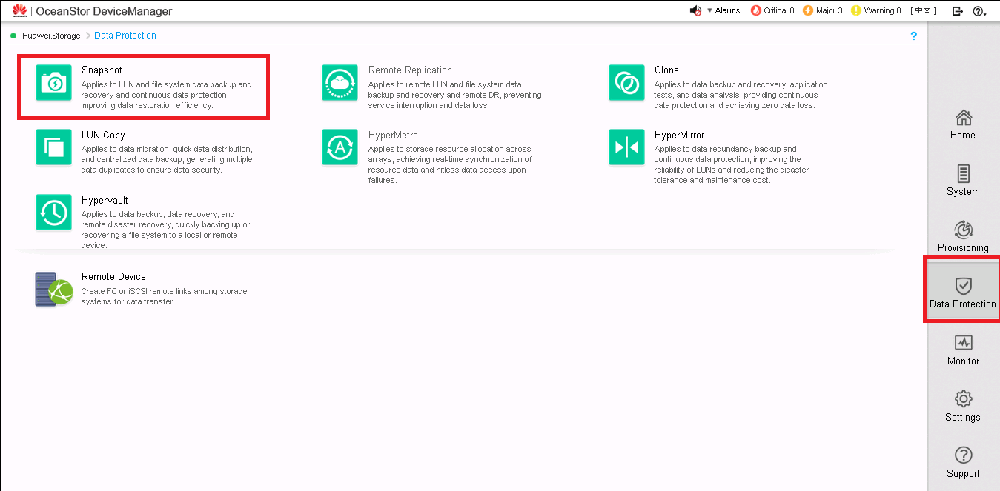 OceanStor DeviceManager
Alarms: Critical 0 Major 3 Warning 0 [ 中文 ]
Huawei.Storage Data Protection
Snapshot
Applies to LUN and file system data backup and
recovery and continuous data protection,
improving data restoration efficiency.
Remote Replication
Applies to remote LUN and file system data
backup and recovery and remote DR, preventing
service interruption and data loss.
Clone
Applies to data backup and recovery, application
tests, and data analysis, providing continuous
data protection and achieving zero data loss.
LUN Copy
Applies to data migration, quick data distribution,
and centralized data backup, generating multiple
data duplicates to ensure data security.
HyperMetro
Applies to storage resource allocation across
arrays, achieving real-time synchronization of
resource data and hitless data access upon
failures.
HyperMirror
Applies to data redundancy backup and
continuous data protection, improving the
reliability of LUNs and reducing the disaster
tolerance and maintenance cost.
HyperVault
Applies to data backup, data recovery, and
remote disaster recovery, quickly backing up or
recovering a file system to a local or remote
device.
Remote Device
Create FC or iSCSI remote links among storage
systems for data transfer.
Home
System
Provisioning
Data Protection
Monitor
Settings
Support